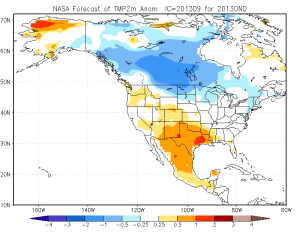 NASA Forecast of TMP2m Anom IC=201309 for 2013ND
70N
60N
50N
40N
30N
20N
10N
160W 140W 120W 100W 80W 60W
-4 -3 -2 -1 -0.5 -0.25 0.25 0.5 1 2 3 4